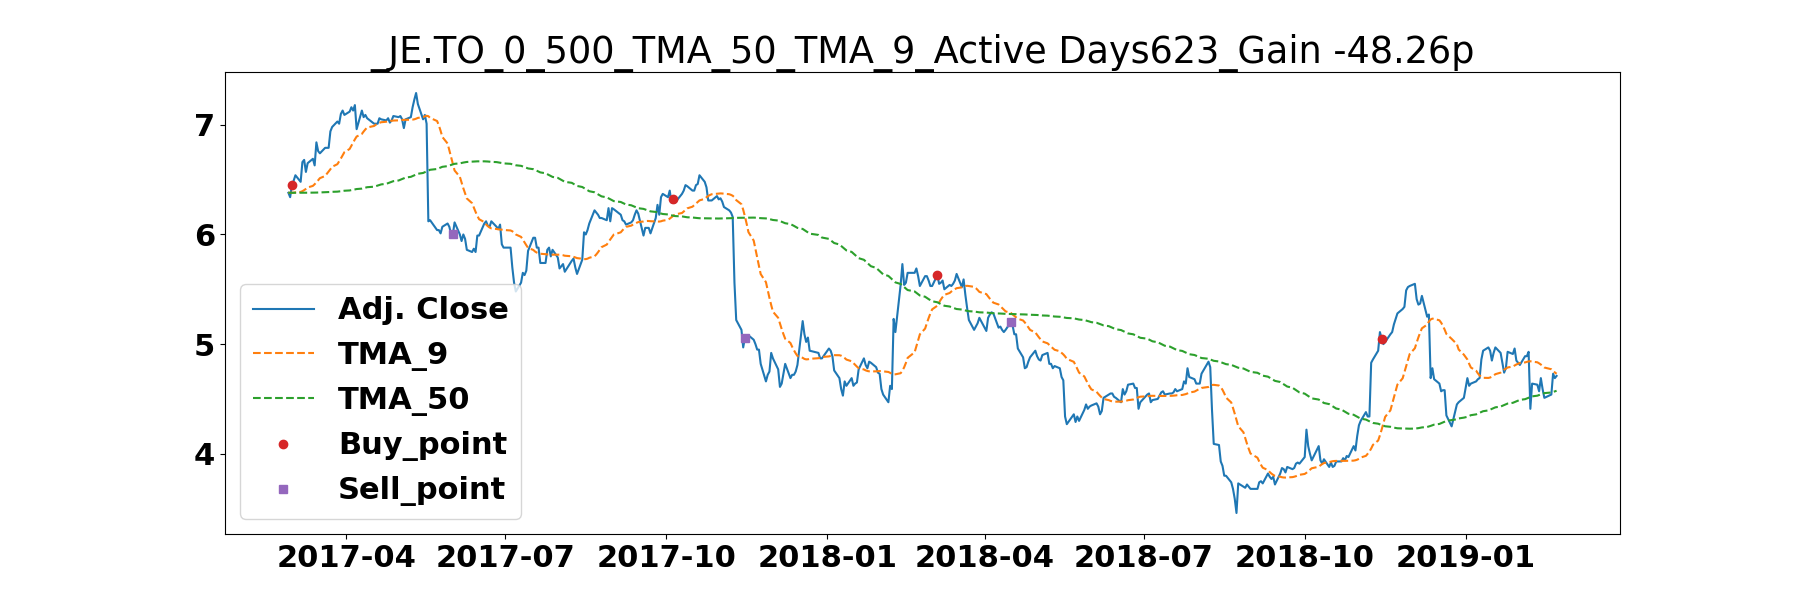 _JE.TO_0_500_TMA_50_TMA_9_Active Days623_Gain -48.26p
7
6
5
4
Adj. Close
TMA_9
TMA_50
Buy_point
Sell_point
2017-04 2017-07 2017-10 2018-01 2018-04 2018-07 2018-10 2019-01